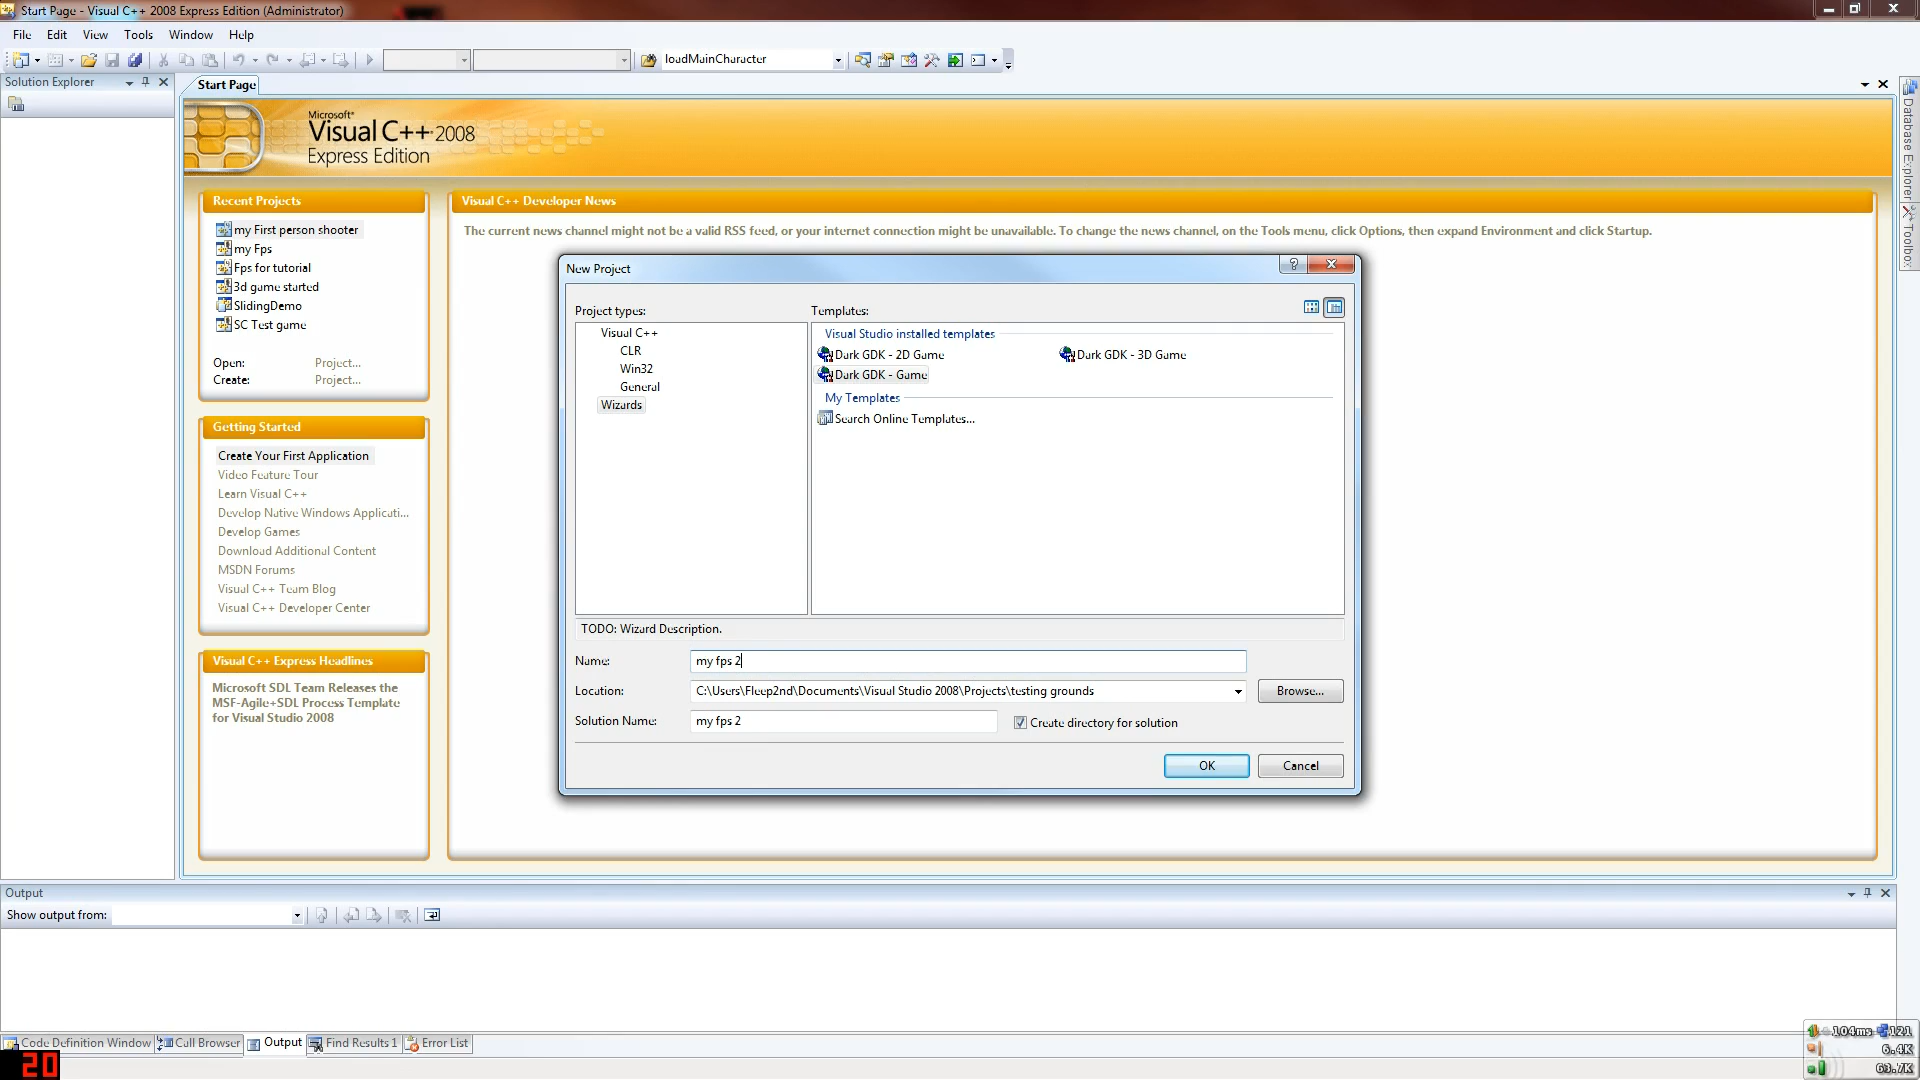 Start Page - Visual C++ 2008 Express Edition (Administrator)
File Edit View Tools Window Help
loadMainCharacter
Solution Explorer
Start Page
Microsoft®
Visual C++ 2008
Express Edition
Recent Projects
my First person shooter
my Fps
Fps for tutorial
3d game started
SlidingDemo
SC Test game
Open: Project...
Create: Project...
Getting Started
Create Your First Application
Video Feature Tour
Learn Visual C++
Develop Native Windows Applicati...
Develop Games
Download Additional Content
MSDN Forums
Visual C++ Team Blog
Visual C++ Developer Center
Visual C++ Express Headlines
Microsoft SDL Team Releases the
MSF-Agile+SDL Process Template
for Visual Studio 2008
Visual C++ Developer News
The current news channel might not be a valid RSS feed, or your internet connection might be unavailable. To change the news channel, on the Tools menu, click Options, then expand Environment and click Startup.
New Project
Project types:
Visual C++
CLR
Win32
General
Wizards
Templates:
Visual Studio installed templates
Dark GDK - 2D Game
Dark GDK - 3D Game
Dark GDK - Game
My Templates
Search Online Templates...
TODO: Wizard Description.
Name: my fps 2
Location: C:\Users\Fleep2nd\Documents\Visual Studio 2008\Projects\testing grounds
Browse...
Solution Name: my fps 2
Create directory for solution
OK
Cancel
Database Explorer
Toolbox
Output
Show output from:
Code Definition Window Call Browser Output Find Results 1 Error List
20
104ms 121
6.4K
63.7K